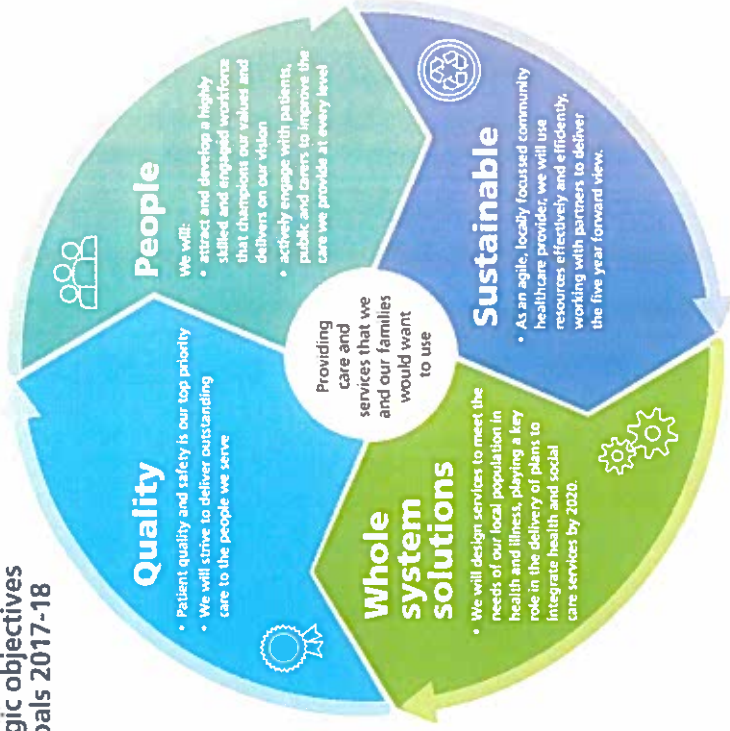 gic objectives
oals 2017-18
Quality
• Patient quality and safety is our top priority
• We will strive to deliver outstanding
care to the people we serve
People
We will:
• attract and develop a highly
skilled and engaged workforce
that champions our values and
delivers on our vision
• actively engage with patients,
public and carers to improve the
care we provide at every level
Providing
care and
services that we
and our families
would want
to use
Whole
system
solutions
• We will design services to meet the
needs of our local population in
health and illness, playing a key
role in the delivery of plans to
integrate health and social
care services by 2020.
Sustainable
• As an agile, locally focussed community
healthcare provider, we will use
resources effectively and efficiently,
working with partners to deliver
the five year forward view.